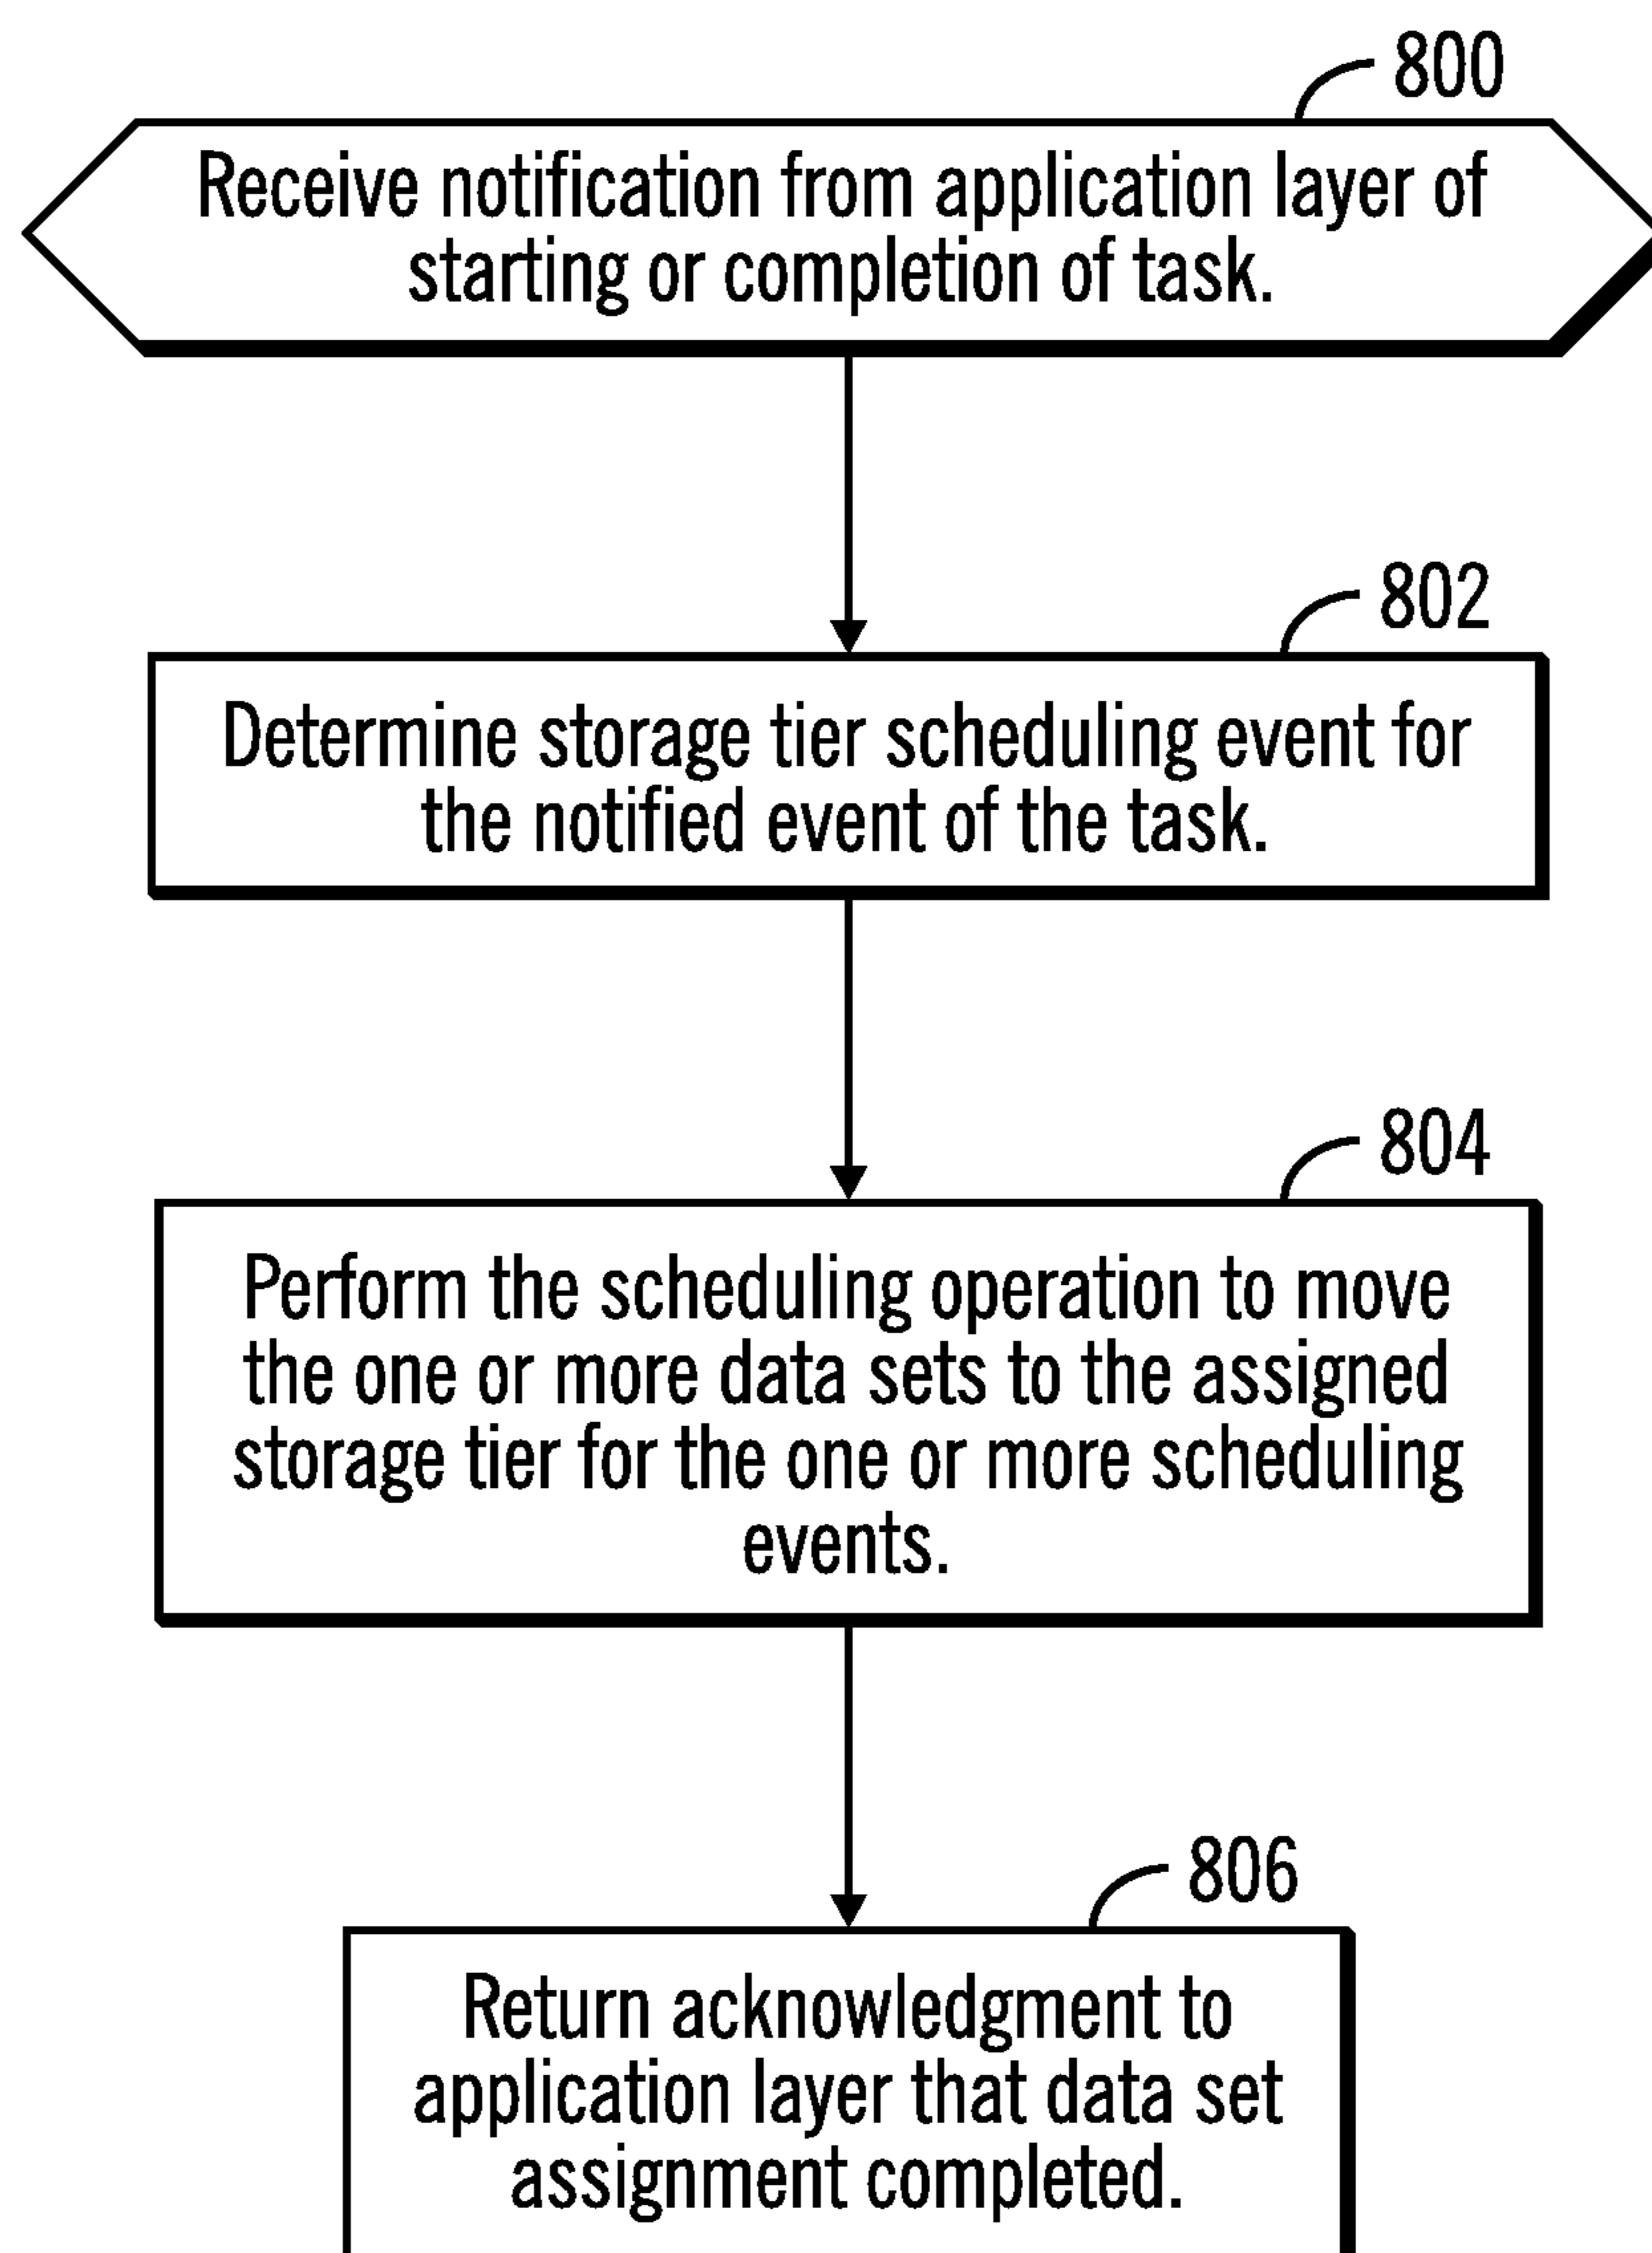 800
Receive notification from application layer of
starting or completion of task.
802
Determine storage tier scheduling event for
the notified event of the task.
804
Perform the scheduling operation to move
the one or more data sets to the assigned
storage tier for the one or more scheduling
events.
806
Return acknowledgment to
application layer that data set
assignment completed.